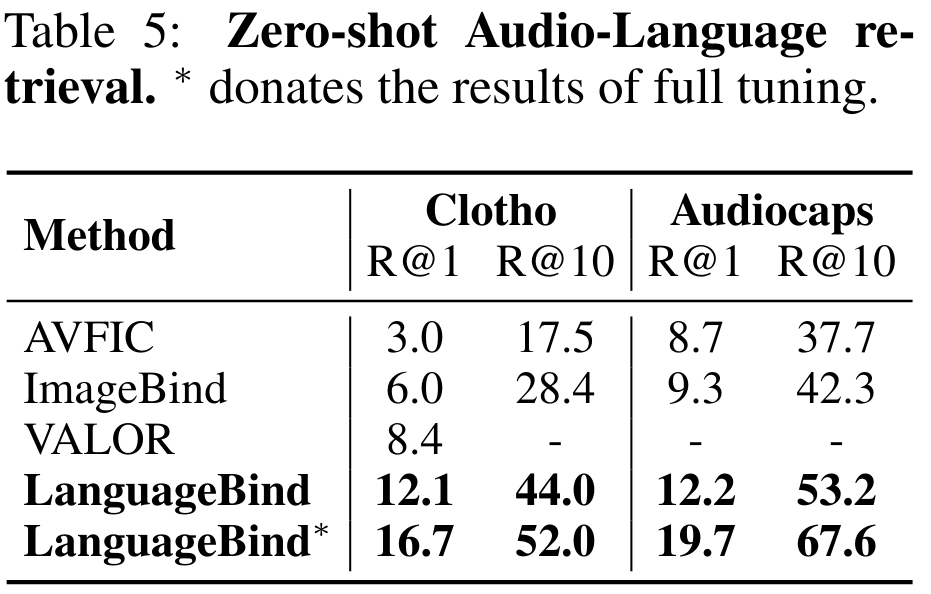 Table 5: Zero-shot Audio-Language re-
trieval. * donates the results of full tuning.
Method Clotho Audiocaps
R@1 R@10 R@1 R@10
AVFIC 3.0 17.5 8.7 37.7
ImageBind 6.0 28.4 9.3 42.3
VALOR 8.4 - - -
LanguageBind 12.1 44.0 12.2 53.2
LanguageBind* 16.7 52.0 19.7 67.6